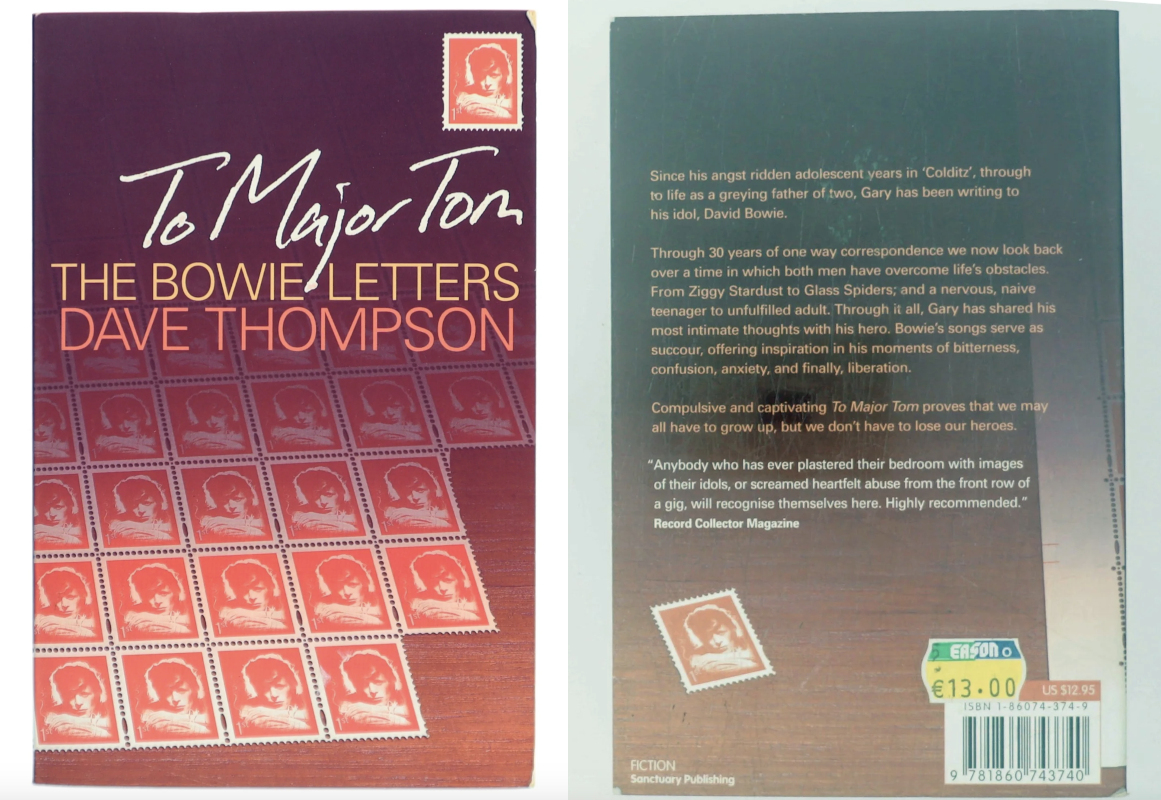 1st
To Major Tom
THE BOWIE LETTERS
DAVE THOMPSON
Since his angst ridden adolescent years in ‘Colditz’, through
to life as a greying father of two, Gary has been writing to
his idol, David Bowie.
Through 30 years of one way correspondence we now look back
over a time in which both men have overcome life’s obstacles.
From Ziggy Stardust to Glass Spiders; and a nervous, naive
teenager to unfulfilled adult. Through it all, Gary has shared his
most intimate thoughts with his hero. Bowie’s songs serve as
succour, offering inspiration in his moments of bitterness,
confusion, anxiety, and finally, liberation.
Compulsive and captivating To Major Tom proves that we may
all have to grow up, but we don’t have to lose our heroes.
“Anybody who has ever plastered their bedroom with images
of their idols, or screamed heartfelt abuse from the front row of
a gig, will recognise themselves here. Highly recommended.”
Record Collector Magazine
EASON
€13.00
US $12.95
ISBN 1-86074-374-9
9 781860 743740
FICTION
Sanctuary Publishing